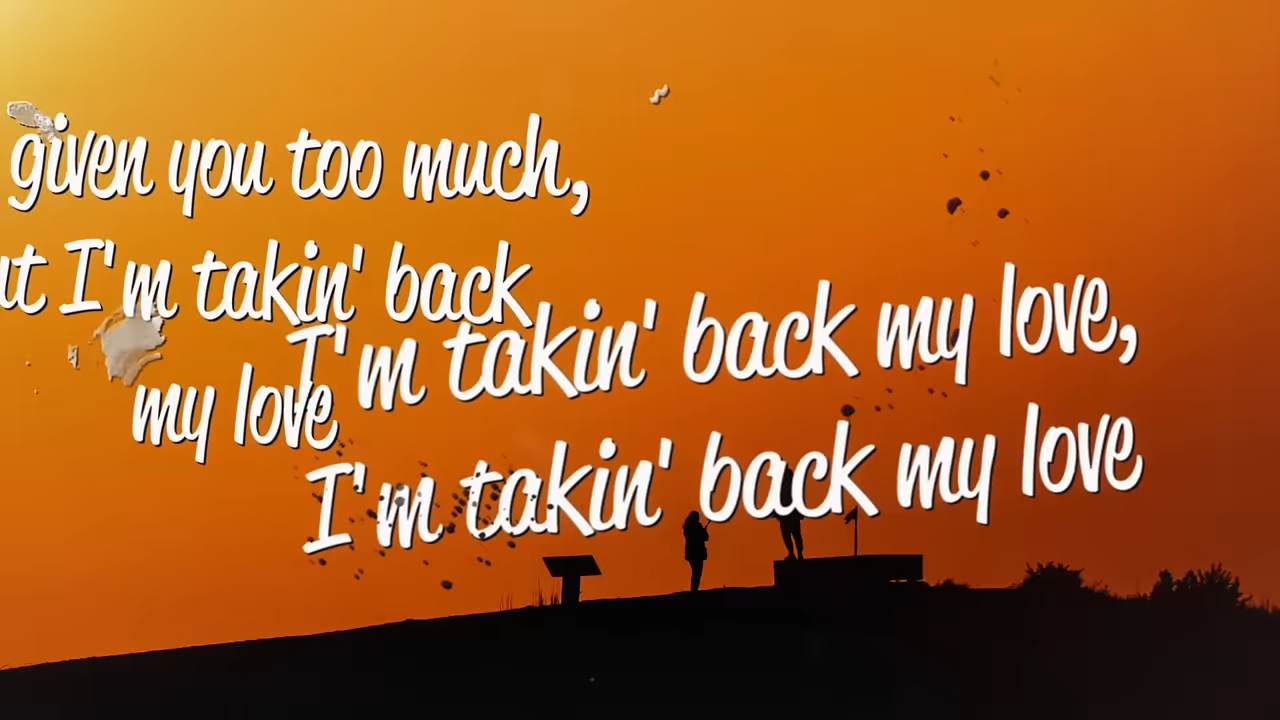 given you too much,
I'm takin' back
my love
I'm takin' back my love,
I'm takin' back my love